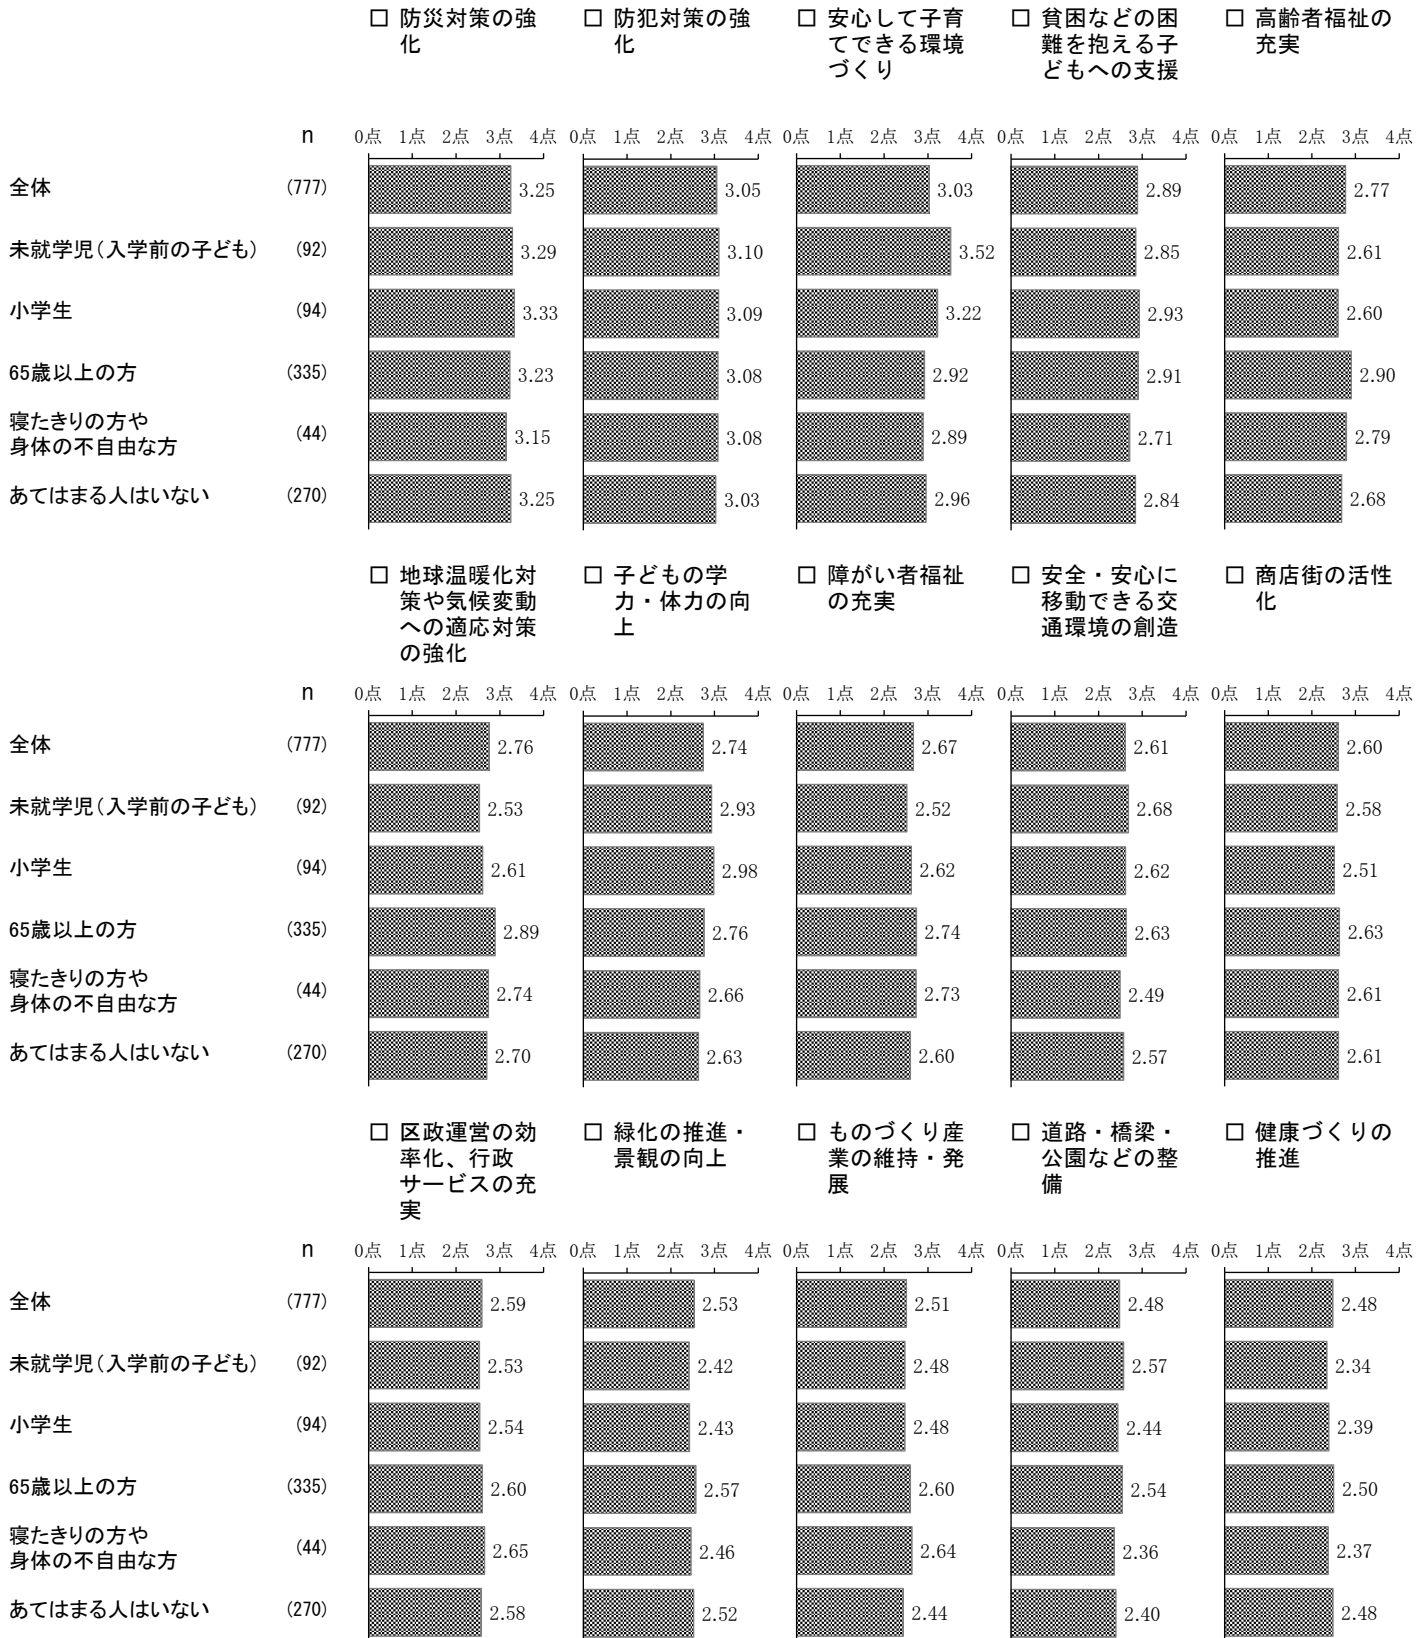 □ 防災対策の強化
□ 防犯対策の強化
□ 安心して子育てできる環境づくり
□ 貧困などの困難を抱える子どもへの支援
□ 高齢者福祉の充実
n 0点 1点 2点 3点 4点 0点 1点 2点 3点 4点 0点 1点 2点 3点 4点 0点 1点 2点 3点 4点 0点 1点 2点 3点 4点
全体 (777) 3.25 3.05 3.03 2.89 2.77
未就学児(入学前の子ども) (92) 3.29 3.10 3.52 2.85 2.61
小学生 (94) 3.33 3.09 3.22 2.93 2.60
65歳以上の方 (335) 3.23 3.08 2.92 2.91 2.90
寝たきりの方や
身体の不自由な方 (44) 3.15 3.08 2.89 2.71 2.79
あてはまる人はいない (270) 3.25 3.03 2.96 2.84 2.68
□ 地球温暖化対策や気候変動への適応対策の強化
□ 子どもの学力・体力の向上
□ 障がい者福祉の充実
□ 安全・安心に移動できる交通環境の創造
□ 商店街の活性化
n 0点 1点 2点 3点 4点 0点 1点 2点 3点 4点 0点 1点 2点 3点 4点 0点 1点 2点 3点 4点 0点 1点 2点 3点 4点
全体 (777) 2.76 2.74 2.67 2.61 2.60
未就学児(入学前の子ども) (92) 2.53 2.93 2.52 2.68 2.58
小学生 (94) 2.61 2.98 2.62 2.62 2.51
65歳以上の方 (335) 2.89 2.76 2.74 2.63 2.63
寝たきりの方や
身体の不自由な方 (44) 2.74 2.66 2.73 2.49 2.61
あてはまる人はいない (270) 2.70 2.63 2.60 2.57 2.61
□ 区政運営の効率化、行政サービスの充実
□ 緑化の推進・景観の向上
□ ものづくり産業の維持・発展
□ 道路・橋梁・公園などの整備
□ 健康づくりの推進
n 0点 1点 2点 3点 4点 0点 1点 2点 3点 4点 0点 1点 2点 3点 4点 0点 1点 2点 3点 4点 0点 1点 2点 3点 4点
全体 (777) 2.59 2.53 2.51 2.48 2.48
未就学児(入学前の子ども) (92) 2.53 2.42 2.48 2.57 2.34
小学生 (94) 2.54 2.43 2.48 2.44 2.39
65歳以上の方 (335) 2.60 2.57 2.60 2.54 2.50
寝たきりの方や
身体の不自由な方 (44) 2.65 2.46 2.64 2.36 2.37
あてはまる人はいない (270) 2.58 2.52 2.44 2.40 2.48